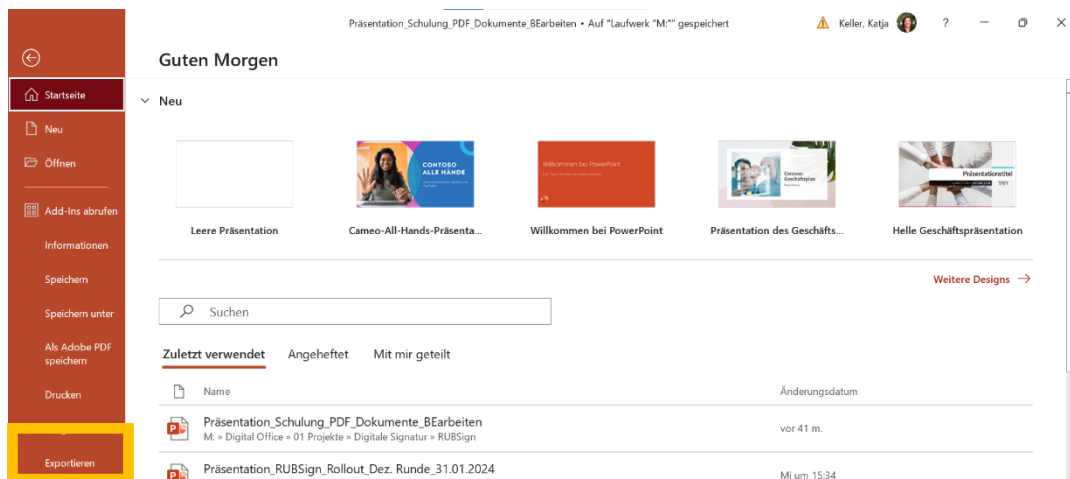 Präsentation_Schulung_PDF_Dokumente_BEarbeiten • Auf "Laufwerk "M:"" gespeichert
Keller, Katja
?
Guten Morgen
Startseite
Neu
Öffnen
Add-Ins abrufen
Informationen
Speichern
Speichern unter
Als Adobe PDF
speichern
Drucken
Exportieren
Neu
CONTOSO
ALLE HÄNDE
Willkommen bei PowerPoint
Contoso
Geschäftsplan
Präsentationstitel
Leere Präsentation
Cameo-All-Hands-Präsenta...
Willkommen bei PowerPoint
Präsentation des Geschäfts...
Helle Geschäftspräsentation
Weitere Designs
Suchen
Zuletzt verwendet
Angeheftet
Mit mir geteilt
Name
Änderungsdatum
Präsentation_Schulung_PDF_Dokumente_BEarbeiten
M: » Digital Office » 01 Projekte » Digitale Signatur » RUBSign
vor 41 m.
Präsentation_RUBSign_Rollout_Dez. Runde_31.01.2024
Mi um 15:34